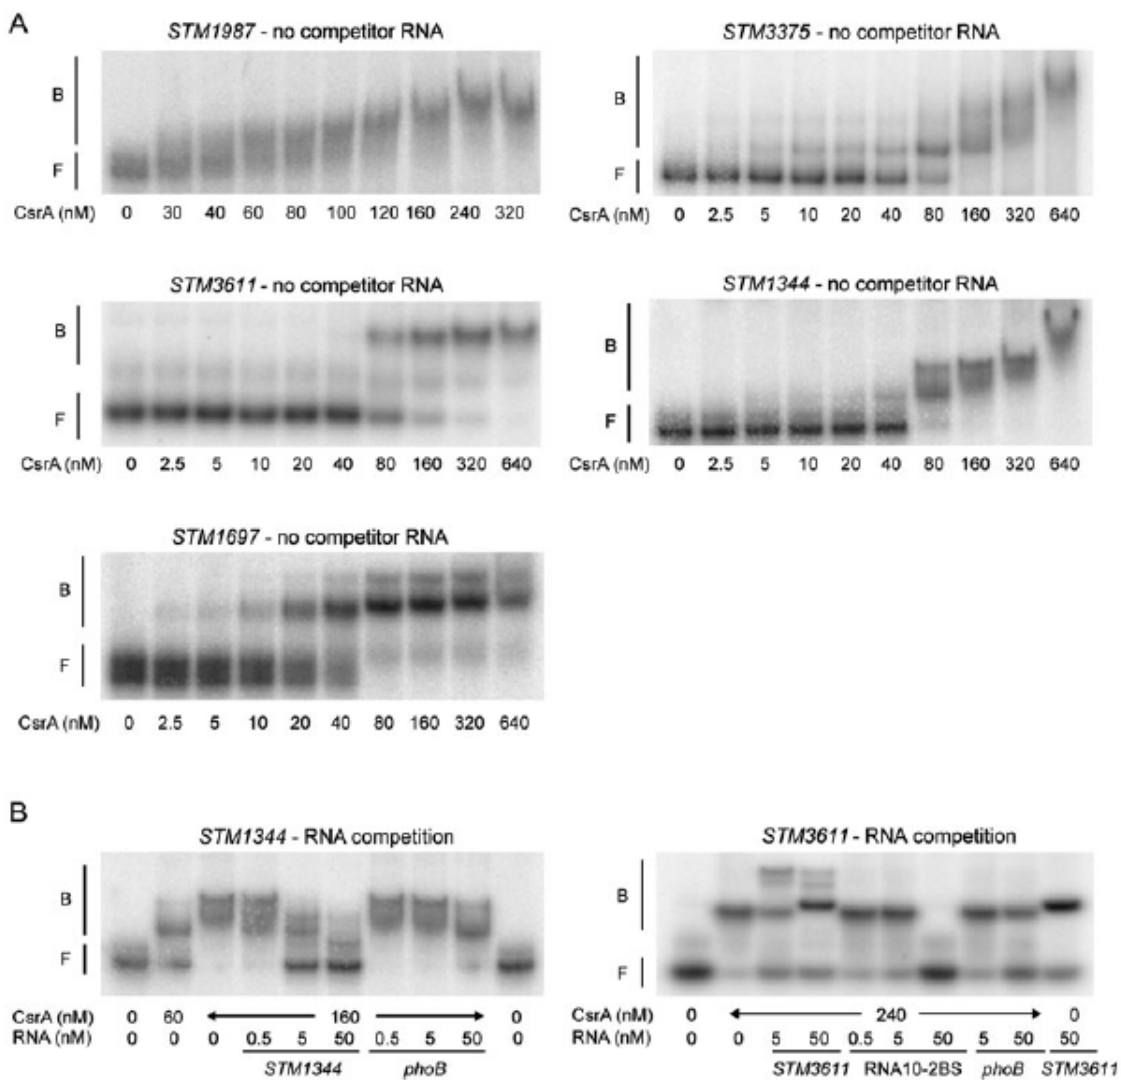 A
STM1987 - no competitor RNA
B
F
CsrA (nM) 0 30 40 60 80 100 120 160 240 320
STM3375 - no competitor RNA
B
F
CsrA (nM) 0 2.5 5 10 20 40 80 160 320 640
STM3611 - no competitor RNA
B
F
CsrA (nM) 0 2.5 5 10 20 40 80 160 320 640
STM1344 - no competitor RNA
B
F
CsrA (nM) 0 2.5 5 10 20 40 80 160 320 640
STM1697 - no competitor RNA
B
F
CsrA (nM) 0 2.5 5 10 20 40 80 160 320 640
B
STM1344 - RNA competition
B
F
CsrA (nM) 0 60 160 0
RNA (nM) 0 0 0 0.5 5 50 0.5 5 50 0
STM1344 phoB
STM3611 - RNA competition
B
F
CsrA (nM) 0 240 0
RNA (nM) 0 0 5 50 0.5 5 50 5 50 50
STM3611 RNA10-2BS phoB STM3611